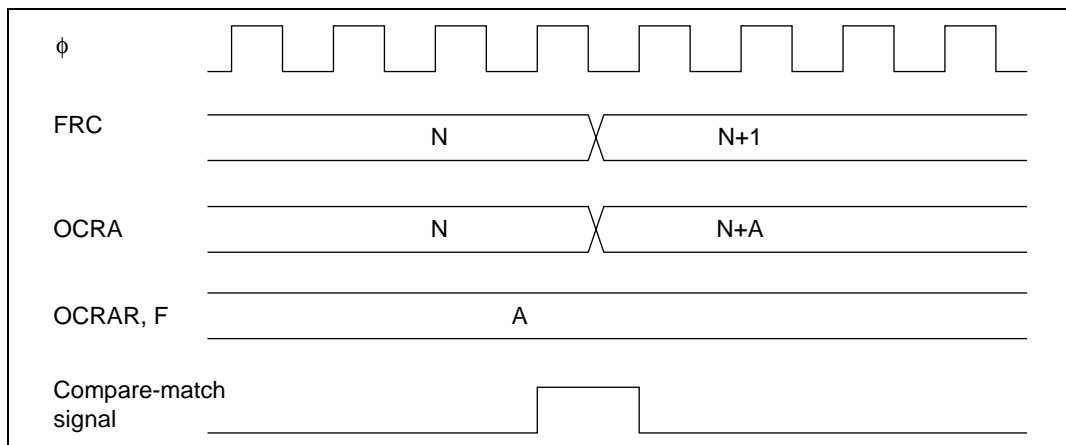 ϕ
FRC
N
N+1
OCRA
N
N+A
OCRAR, F
A
Compare-match
signal